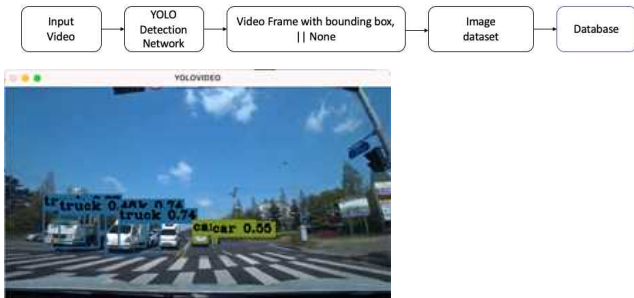 Input
Video
YOLO
Detection
Network
Video Frame with bounding box,
|| None
Image
dataset
Database
YOLOVIDEO
truck 0.74
truck 0.74
car 0.55